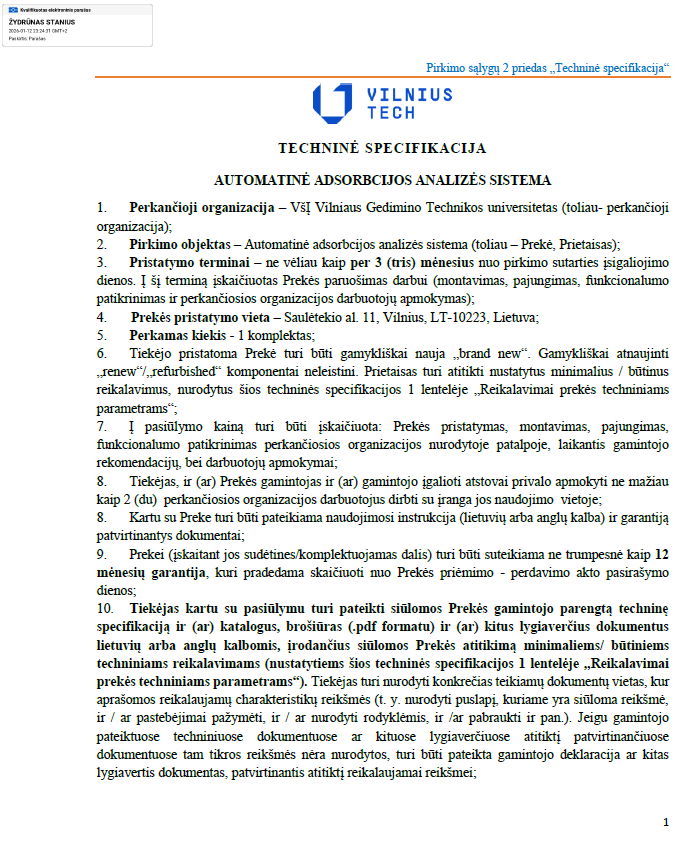 Kvalifikuotas elektroninis parašas
ŽYDRŪNAS STANIUS
2026-01-12 23:24:31 GMT+2
Paskirtis: Parašas
Pirkimo sąlygų 2 priedas „Techninė specifikacija“
VILNIUS
TECH
TECHNINĖ SPECIFIKACIJA
AUTOMATINĖ ADSORBCIJOS ANALIZĖS SISTEMA
1. Perkančioji organizacija – VšĮ Vilniaus Gedimino Technikos universitetas (toliau- perkančioji
organizacija);
2. Pirkimo objektas – Automatinė adsorbcijos analizės sistema (toliau – Prekė, Prietaisas);
3. Pristatymo terminai – ne vėliau kaip per 3 (tris) mėnesius nuo pirkimo sutarties įsigaliojimo
dienos. Į šį terminą įskaičiuotas Prekės paruošimas darbui (montavimas, pajungimas, funkcionalumo
patikrinimas ir perkančiosios organizacijos darbuotojų apmokymas);
4. Prekės pristatymo vieta – Saulėtekio al. 11, Vilnius, LT-10223, Lietuva;
5. Perkamas kiekis - 1 komplektas;
6. Tiekėjo pristatoma Prekė turi būti gamykliškai nauja „brand new“. Gamykliškai atnaujinti
„renew“/„refurbished“ komponentai neleistini. Prietaisas turi atitikti nustatytus minimalius / būtinus
reikalavimus, nurodytus šios techninės specifikacijos 1 lentelėje „Reikalavimai prekės techniniams
parametrams“;
7. Į pasiūlymo kainą turi būti įskaičiuota: Prekės pristatymas, montavimas, pajungimas,
funkcionalumo patikrinimas perkančiosios organizacijos nurodytoje patalpoje, laikantis gamintojo
rekomendacijų, bei darbuotojų apmokymai;
8. Tiekėjas, ir (ar) Prekės gamintojas ir (ar) gamintojo įgalioti atstovai privalo apmokyti ne mažiau
kaip 2 (du) perkančiosios organizacijos darbuotojus dirbti su įranga jos naudojimo vietoje;
8. Kartu su Preke turi būti pateikiama naudojimosi instrukcija (lietuvių arba anglų kalba) ir garantiją
patvirtinantys dokumentai;
9. Prekei (įskaitant jos sudėtines/komplektuojamas dalis) turi būti suteikiama ne trumpesnė kaip 12
mėnesių garantija, kuri pradedama skaičiuoti nuo Prekės priėmimo - perdavimo akto pasirašymo
dienos;
10. Tiekėjas kartu su pasiūlymu turi pateikti siūlomos Prekės gamintojo parengtą techninę
specifikaciją ir (ar) katalogus, brošiūras (.pdf formatu) ir (ar) kitus lygiaverčius dokumentus
lietuvių arba anglų kalbomis, įrodančius siūlomos Prekės atitikimą minimaliems/ būtiniems
techniniams reikalavimams (nustatytiems šios techninės specifikacijos 1 lentelėje „Reikalavimai
prekės techniniams parametrams“). Tiekėjas turi nurodyti konkrečias teikiamų dokumentų vietas, kur
aprašomos reikalaujamų charakteristikų reikšmės (t. y. nurodyti puslapį, kuriame yra siūloma reikšmė,
ir / ar pastebėjimai pažymėti, ir / ar nurodyti rodyklėmis, ir /ar pabraukti ir pan.). Jeigu gamintojo
pateiktuose techniniuose dokumentuose ar kituose lygiaverčiuose atitiktį patvirtinančiuose
dokumentuose tam tikros reikšmės nėra nurodytos, turi būti pateikta gamintojo deklaracija ar kitas
lygiavertis dokumentas, patvirtinantis atitiktį reikalaujamai reikšmei;
1